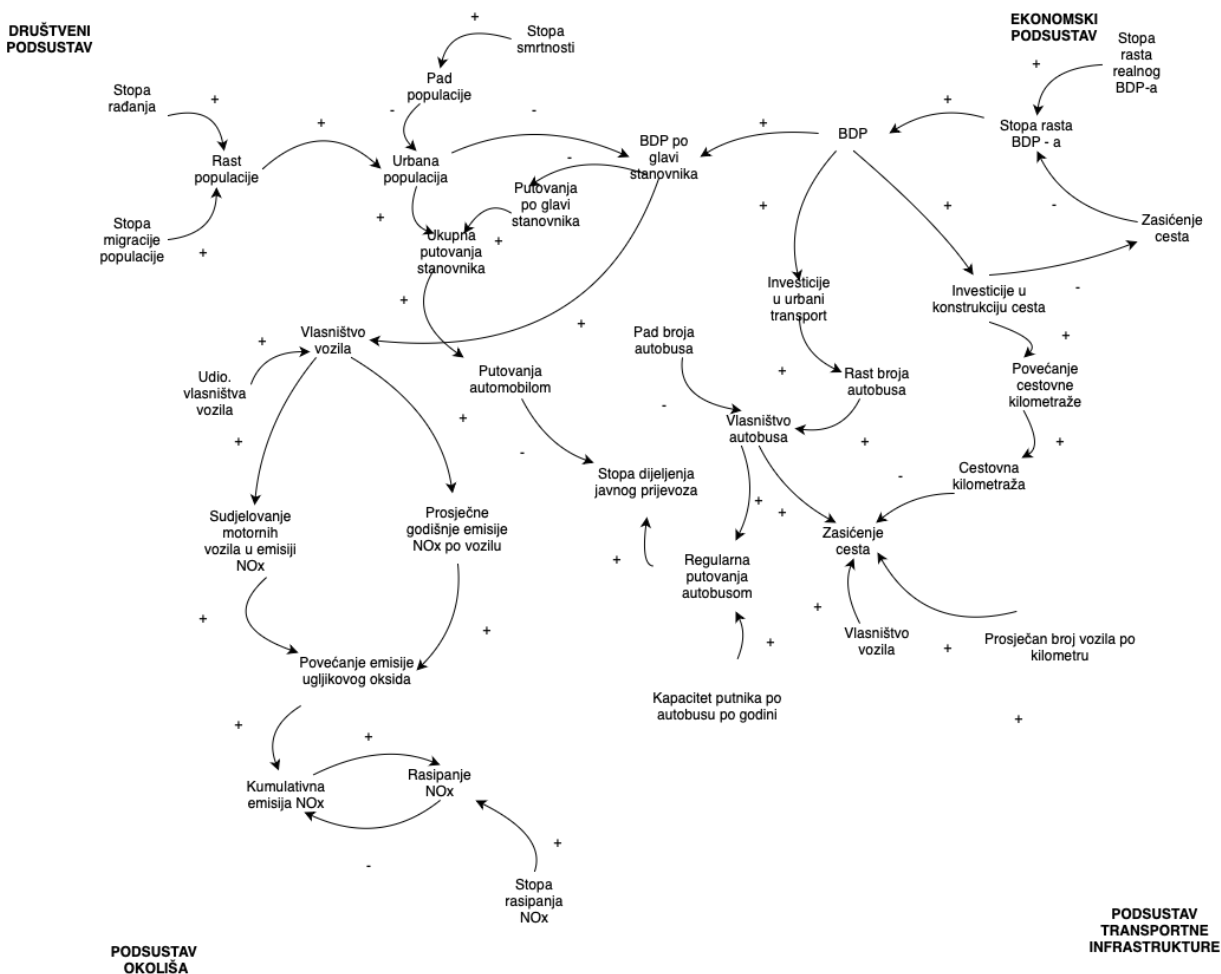 DRUŠTVENI
PODSUSTAV
EKONOMSKI
PODSUSTAV
+
Stopa
smrtnosti
Stopa
rasta
realnog
BDP-a
+
Pad
populacije
Stopa
rađanja
+
-
-
+
+
+
Stopa rasta
BDP - a
BDP
BDP po
glavi
stanovnika
Rast
populacije
Urbana
populacija
-
Putovanja
po glavi
stanovnika
Stopa
migracije
populacije
+
+
+
+
+
-
Zasićenje
cesta
Ukupna
putovanja
stanovnika
+
Investicije
u urbani
transport
Investicije u
konstrukciju cesta
-
Vlasništvo
vozila
+
+
Pad broja
autobusa
+
Udio.
vlasništva
vozila
Putovanja
automobilom
+
Rast broja
autobusa
Povećanje
cestovne
kilometraže
+
+
-
-
Vlasništvo
autobusa
+
+
Stopa dijeljenja
javnog prijevoza
-
Cestovna
kilometraža
Sudjelovanje
motornih
vozila u emisiji
NOx
Prosječne
godišnje emisije
NOx po vozilu
+
+
Zasićenje
cesta
+
Regularna
putovanja
autobusom
+
+
+
Vlasništvo
vozila
+
+
Prosječan broj vozila po
kilometru
Povećanje emisije
ugljikovog oksida
Kapacitet putnika po
autobusu po godini
+
+
+
Kumulativna
emisija NOx
Rasipanje
NOx
+
-
Stopa
rasipanja
NOx
PODSUSTAV
OKOLIŠA
PODSUSTAV
TRANSPORTNE
INFRASTRUKTURE